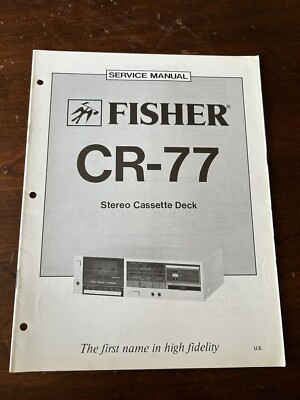 SERVICE MANUAL
FISHER®
CR-77
Stereo Cassette Deck
The first name in high fidelity
U.S.